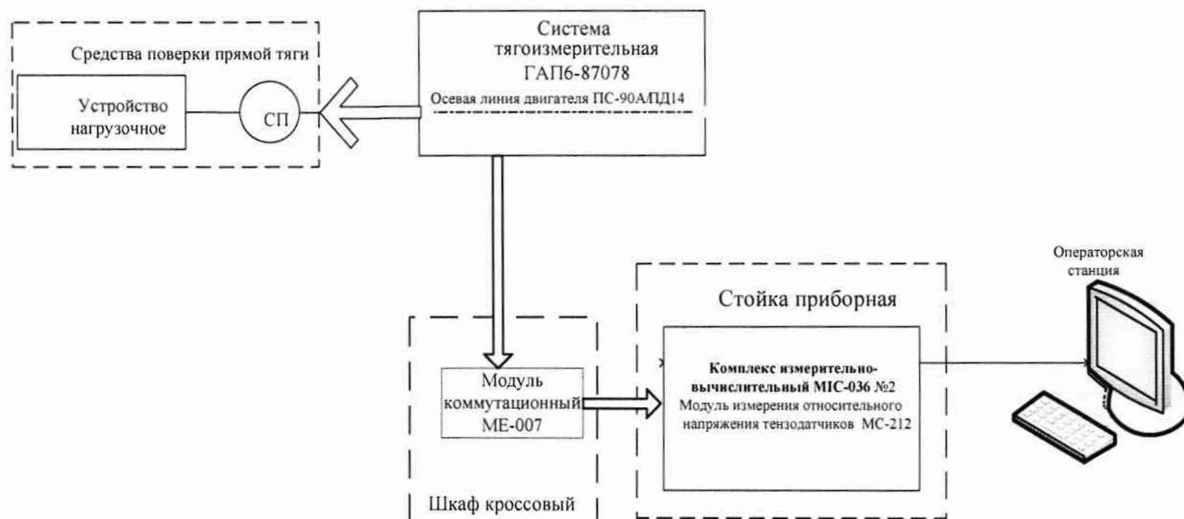 Средства поверки прямой тяги
Устройство
нагрузочное
СП
Система
тягоизмерительная
ГАП6-87078
Осевая линия двигателя ПС-90А/ПД14
Операторская
станция
Стойка приборная
Комплекс измерительно-
вычислительный MIC-036 №2
Модуль измерения относительного
напряжения тензодатчиков МС-212
Модуль
коммутационный
МЕ-007
Шкаф кроссовый